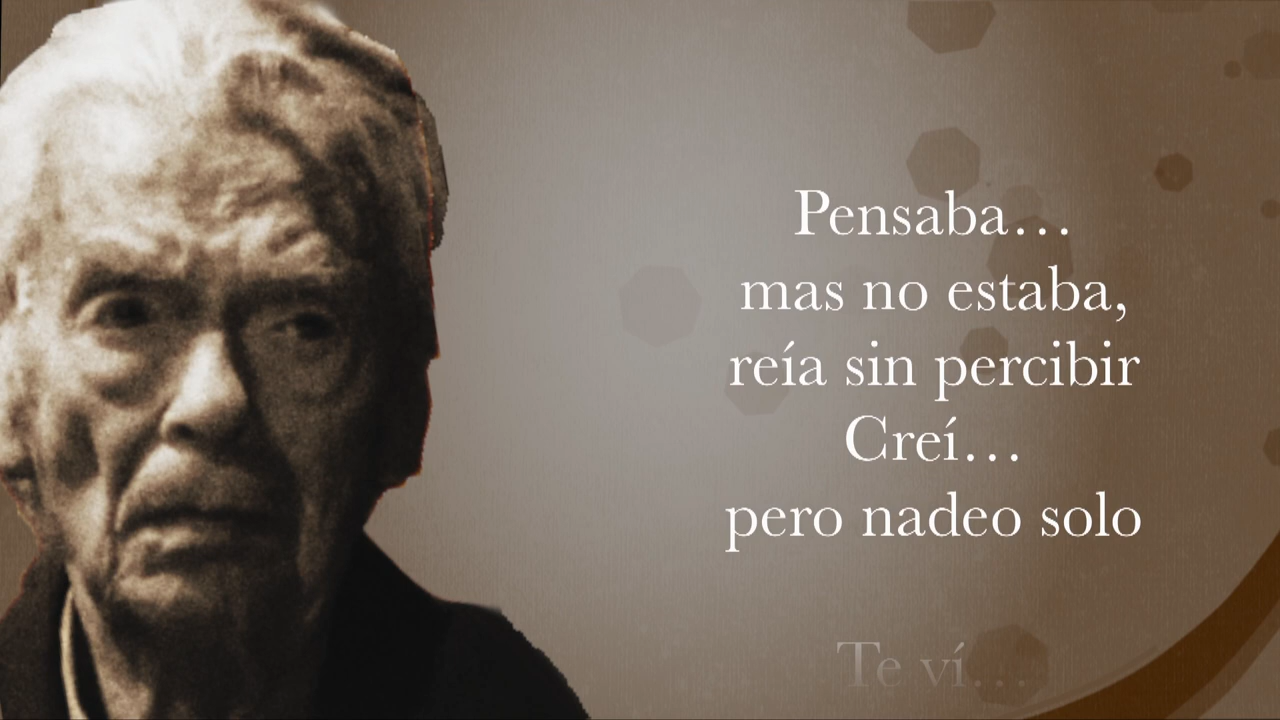 Pensaba…
mas no estaba,
reía sin percibir
Creí…
pero nadeo solo
Te ví…